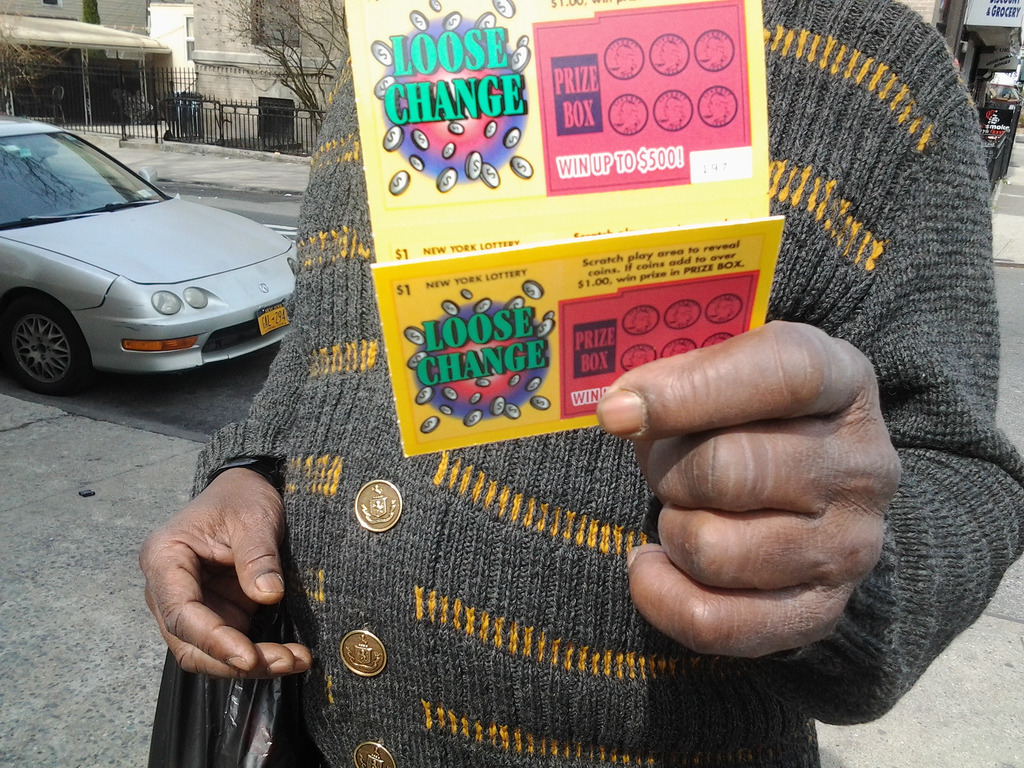 $1.00, win prize
LOOSE
CHANGE
PRIZE
BOX
WIN UP TO $500!
197
$1 NEW YORK LOTTERY
$1 NEW YORK LOTTERY
Scratch play area to reveal
coins. If coins add to over
$1.00, win prize in PRIZE BOX.
LOOSE
CHANGE
PRIZE
BOX
WIN
& GROCERY